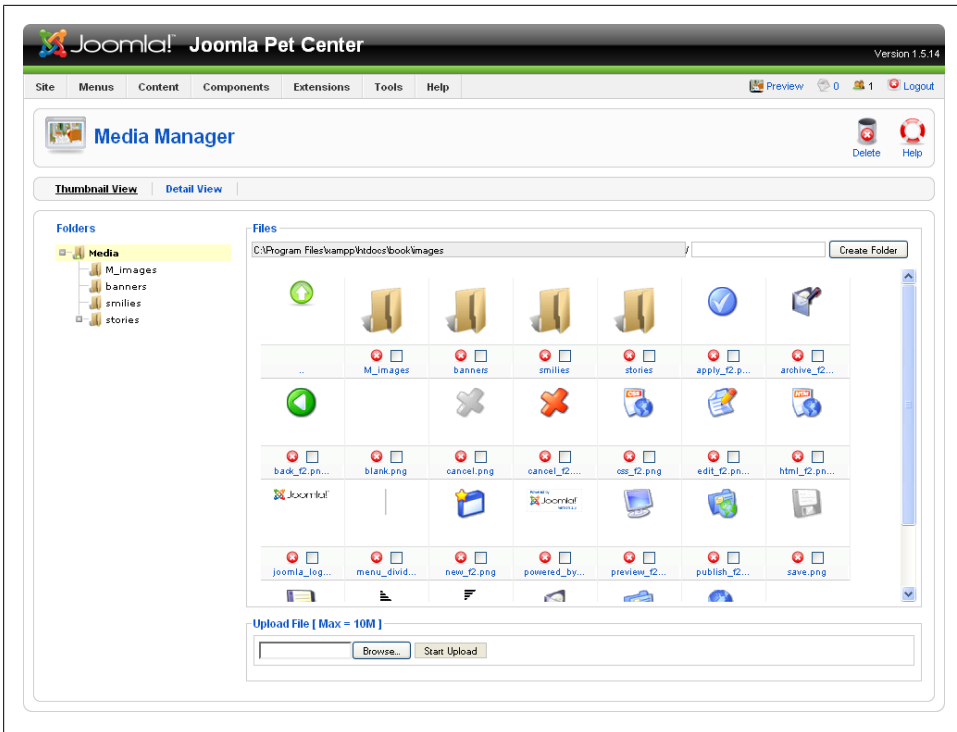 Joomla! Joomla Pet Center
Version 1.5.14
Site Menus Content Components Extensions Tools Help Preview 0 1 Logout
Media Manager
Delete Help
Thumbnail View Detail View
Folders
Media
M_images
banners
smilies
stories
Files
C:\Program Files\xampp\htdocs\book\images / Create Folder
.. M_images banners smilies stories apply_f2.p... archive_f2...
back_f2.pn... blank.png cancel.png cancel_f2.... css_f2.png edit_f2.pn... html_f2.pn...
Joomla! Joomla!
joomla_log... menu_divid... new_f2.png powered_by... preview_f2... publish_f2... save.png
Upload File [ Max = 10M ]
Browse... Start Upload